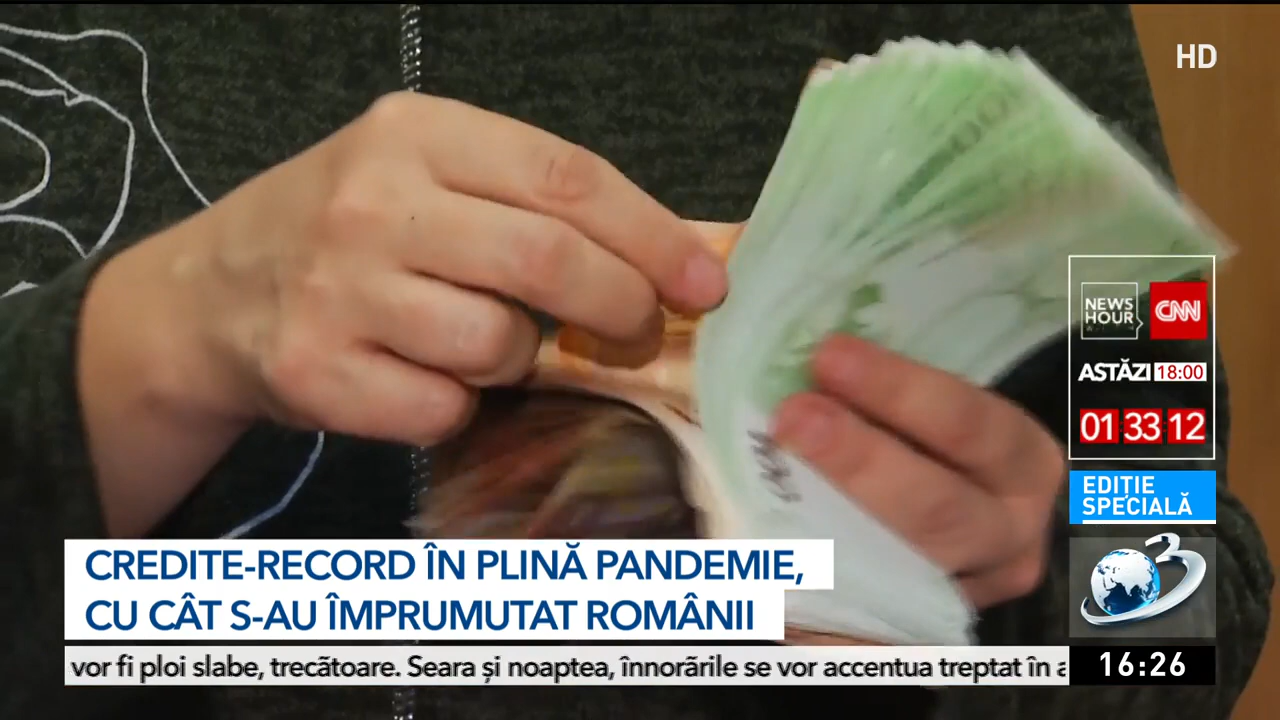 HD
NEWS
HOUR
CNN
ASTĂZI 18:00
01 33 12
EDIȚIE
SPECIALĂ
3
CREDITE-RECORD ÎN PLINĂ PANDEMIE,
CU CÂT S-AU ÎMPRUMUTAT ROMÂNII
vor fi ploi slabe, trecătoare. Seara și noaptea, înnorările se vor accentua treptat în
16:26